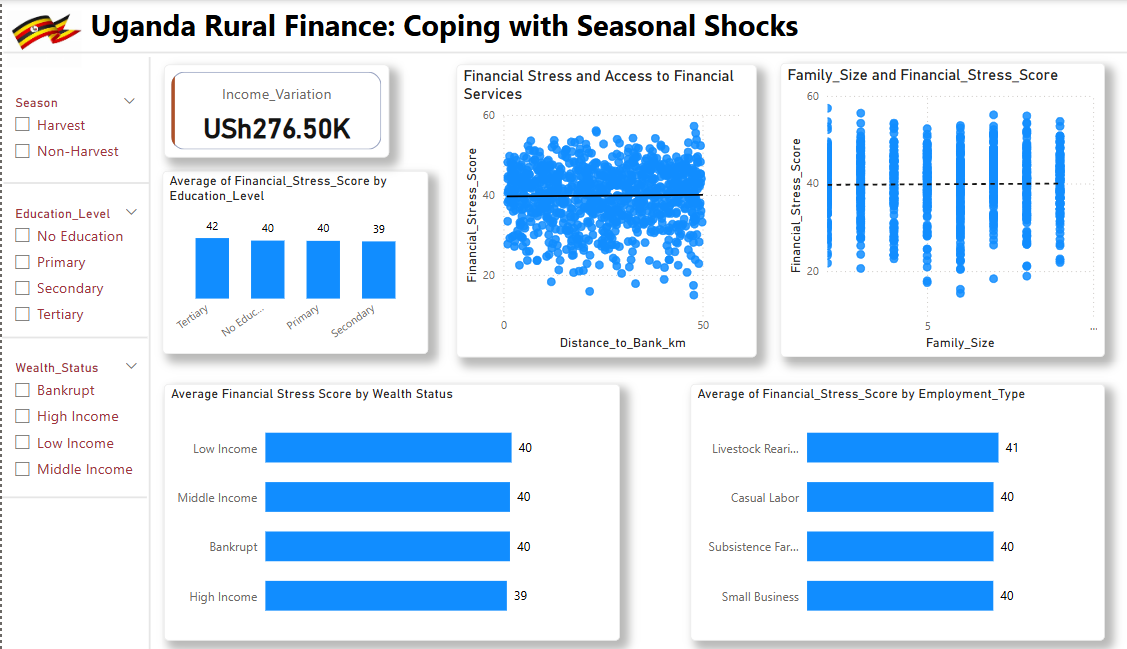 Uganda Rural Finance: Coping with Seasonal Shocks
Season
Harvest
Non-Harvest
Education_Level
No Education
Primary
Secondary
Tertiary
Wealth_Status
Bankrupt
High Income
Low Income
Middle Income
Income_Variation
USh276.50K
Average of Financial_Stress_Score by
Education_Level
42
40
40
39
Tertiary
No Educ...
Primary
Secondary
Financial Stress and Access to Financial
Services
Financial_Stress_Score
60
40
20
0
50
Distance_to_Bank_km
Family_Size and Financial_Stress_Score
Financial_Stress_Score
60
40
20
5
...
Family_Size
Average Financial Stress Score by Wealth Status
Low Income 40
Middle Income 40
Bankrupt 40
High Income 39
Average of Financial_Stress_Score by Employment_Type
Livestock Reari... 41
Casual Labor 40
Subsistence Far... 40
Small Business 40